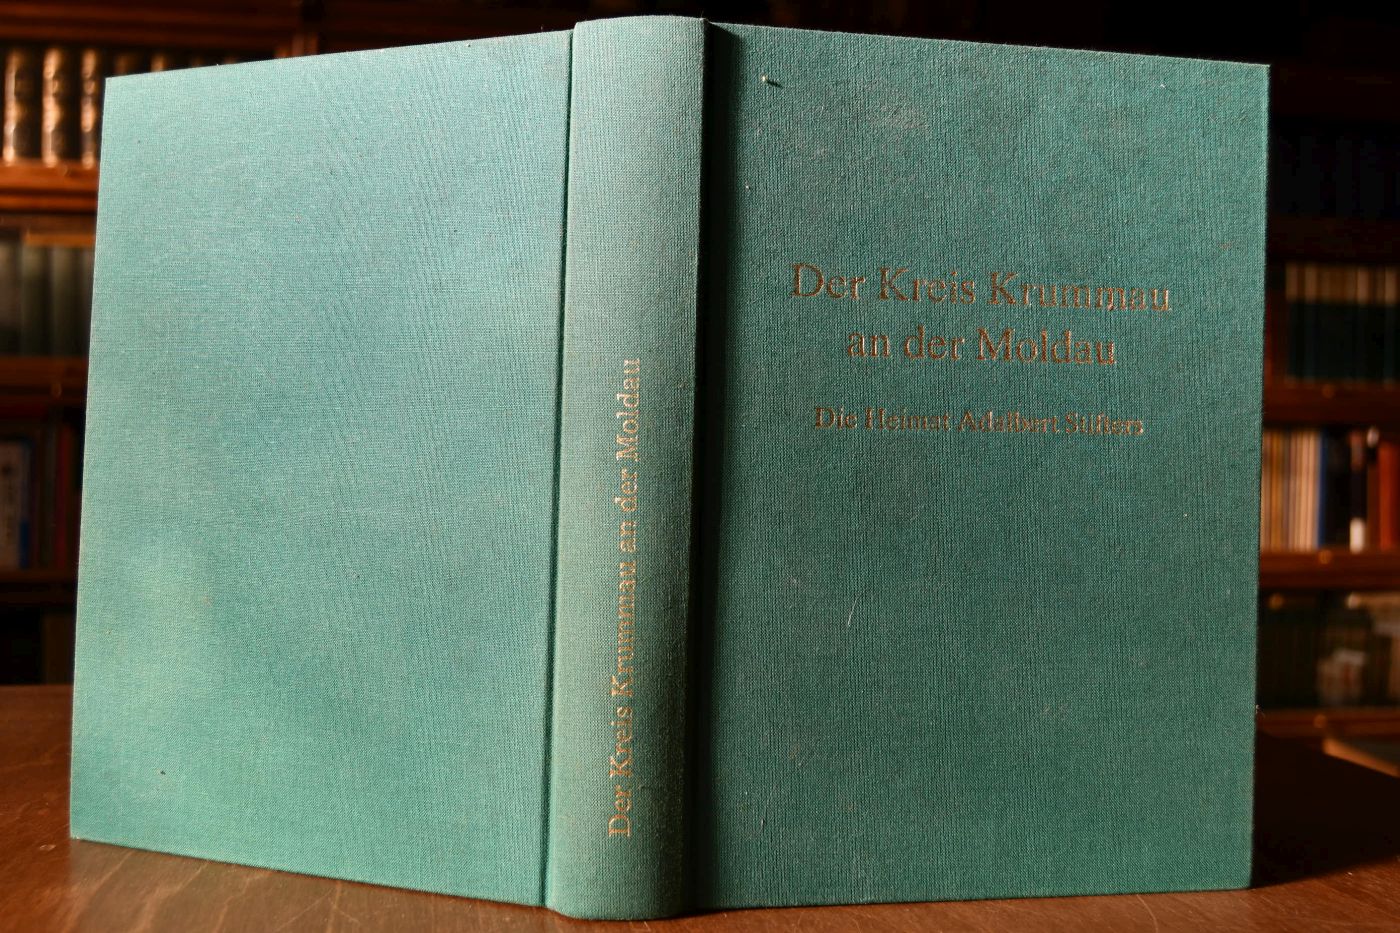 Der Kreis Krummau an der Moldau
Der Kreis Krummau
an der Moldau
Die Heimat Adalbert Stifters